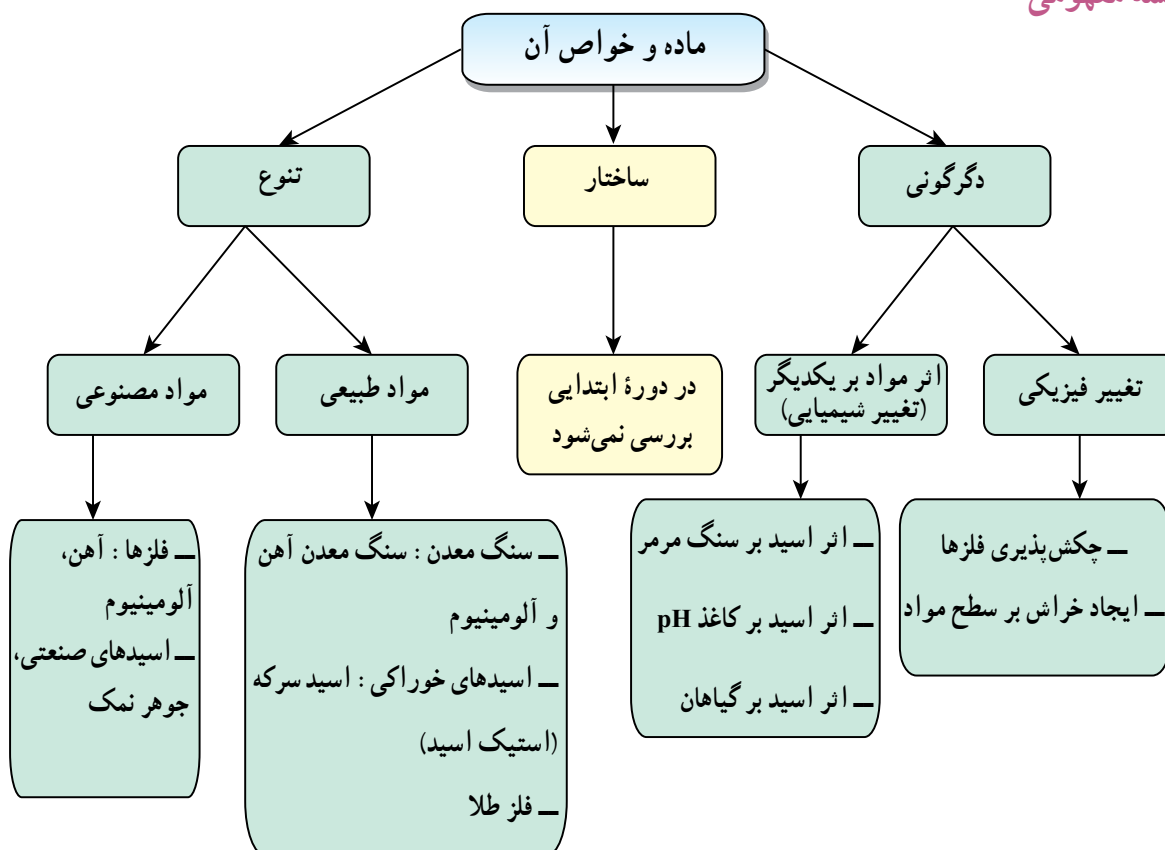 مفهومی
ماده و خواص آن
دگرگونی
ساختار
تنوع
تغییر فیزیکی
اثر مواد بر یکدیگر
(تغییر شیمیایی)
در دورهٔ ابتدایی
بررسی نمی‌شود
مواد طبیعی
مواد مصنوعی
ــ چکش‌پذیری فلزها
ــ ایجاد خراش بر سطح مواد
ــ اثر اسید بر سنگ مرمر
ــ اثر اسید بر کاغذ pH
ــ اثر اسید بر گیاهان
ــ سنگ معدن : سنگ معدن آهن
و آلومینیوم
ــ اسیدهای خوراکی : اسید سرکه
(استیک اسید)
ــ فلز طلا
ــ فلزها : آهن،
آلومینیوم
ــ اسیدهای صنعتی،
جوهر نمک